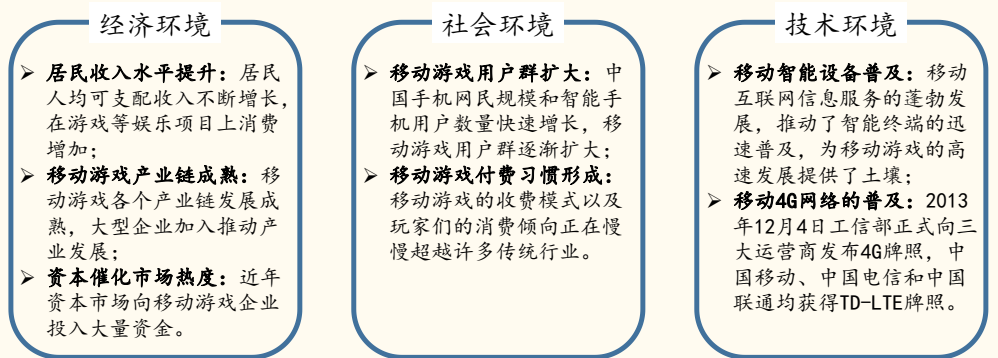 经济环境
➢ 居民收入水平提升：居民
人均可支配收入不断增长，
在游戏等娱乐项目上消费
增加；
➢ 移动游戏产业链成熟：移
动游戏各个产业链发展成
熟，大型企业加入推动产
业发展；
➢ 资本催化市场热度：近年
资本市场向移动游戏企业
投入大量资金。
社会环境
➢ 移动游戏用户群扩大：中
国手机网民规模和智能手
机用户数量快速增长，移
动游戏用户群逐渐扩大；
➢ 移动游戏付费习惯形成：
移动游戏的收费模式以及
玩家们的消费倾向正在慢
慢超越许多传统行业。
技术环境
➢ 移动智能设备普及：移动
互联网信息服务的蓬勃发
展，推动了智能终端的迅
速普及，为移动游戏的高
速发展提供了土壤；
➢ 移动4G网络的普及：2013
年12月4日工信部正式向三
大运营商发布4G牌照，中
国移动、中国电信和中国
联通均获得TD-LTE牌照。